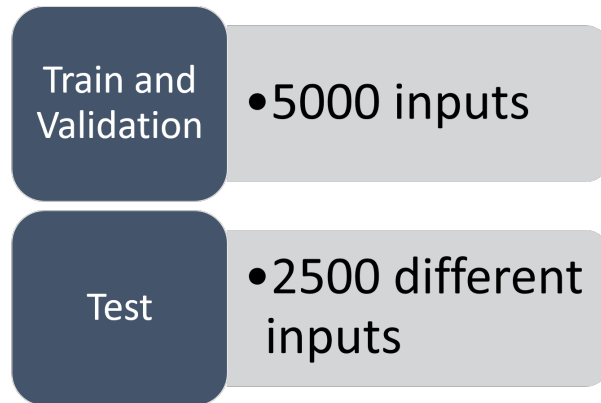 Train and
Validation
•5000 inputs
Test
•2500 different
inputs